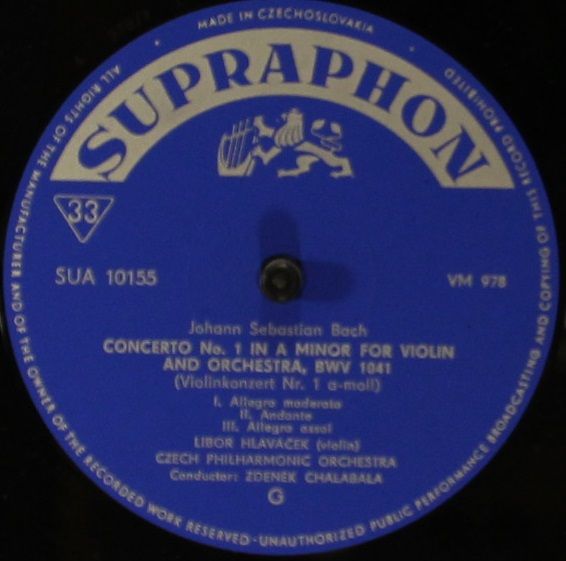 MADE IN CZECHOSLOVAKIA
SUPRAPHON
33
SUA 10155
VM 978
Johann Sebastian Bach
CONCERTO No. 1 IN A MINOR FOR VIOLIN
AND ORCHESTRA, BWV 1041
(Violinkonzert Nr. 1 a-moll)
I. Allegro moderato
II. Andante
III. Allegro assai
LIBOR HLAVÁČEK (violin)
CZECH PHILHARMONIC ORCHESTRA
Conductor: ZDENĚK CHALABALA
G
ALL RIGHTS OF THE MANUFACTURER AND OF THE OWNER OF THE RECORDED WORK RESERVED - UNAUTHORIZED PUBLIC PERFORMANCE BROADCASTING AND COPYING OF THIS RECORD PROHIBITED